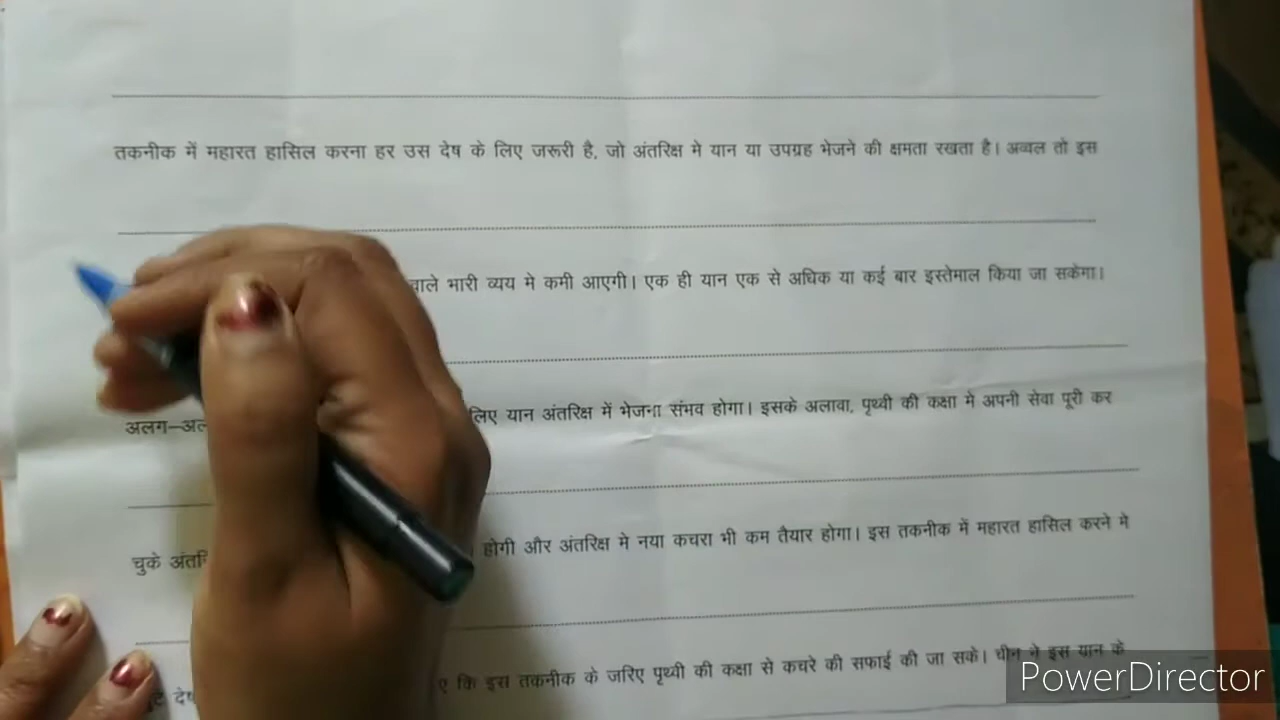 तकनीक में महारत हासिल करना हर उस देष के लिए जरूरी है, जो अंतरिक्ष मे यान या उपग्रह भेजने की क्षमता रखता है। अव्वल तो इस
वाले भारी व्यय मे कमी आएगी। एक ही यान एक से अधिक या कई बार इस्तेमाल किया जा सकेगा।
लिए यान अंतरिक्ष में भेजना संभव होगा। इसके अलावा, पृथ्वी की कक्षा मे अपनी सेवा पूरी कर
चुके होगी और अंतरिक्ष मे नया कचरा भी कम तैयार होगा। इस तकनीक में महारत हासिल करने मे
कि इस तकनीक के जरिए पृथ्वी की कक्षा से कचरे की सफाई की जा सके। चीन ने इस यान के
PowerDirector